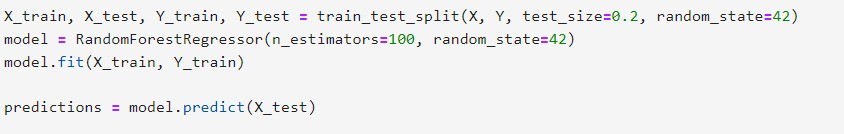 X_train, X_test, Y_train, Y_test = train_test_split(X, Y, test_size=0.2, random_state=42)
model = RandomForestRegressor(n_estimators=100, random_state=42)
model.fit(X_train, Y_train)
predictions = model.predict(X_test)